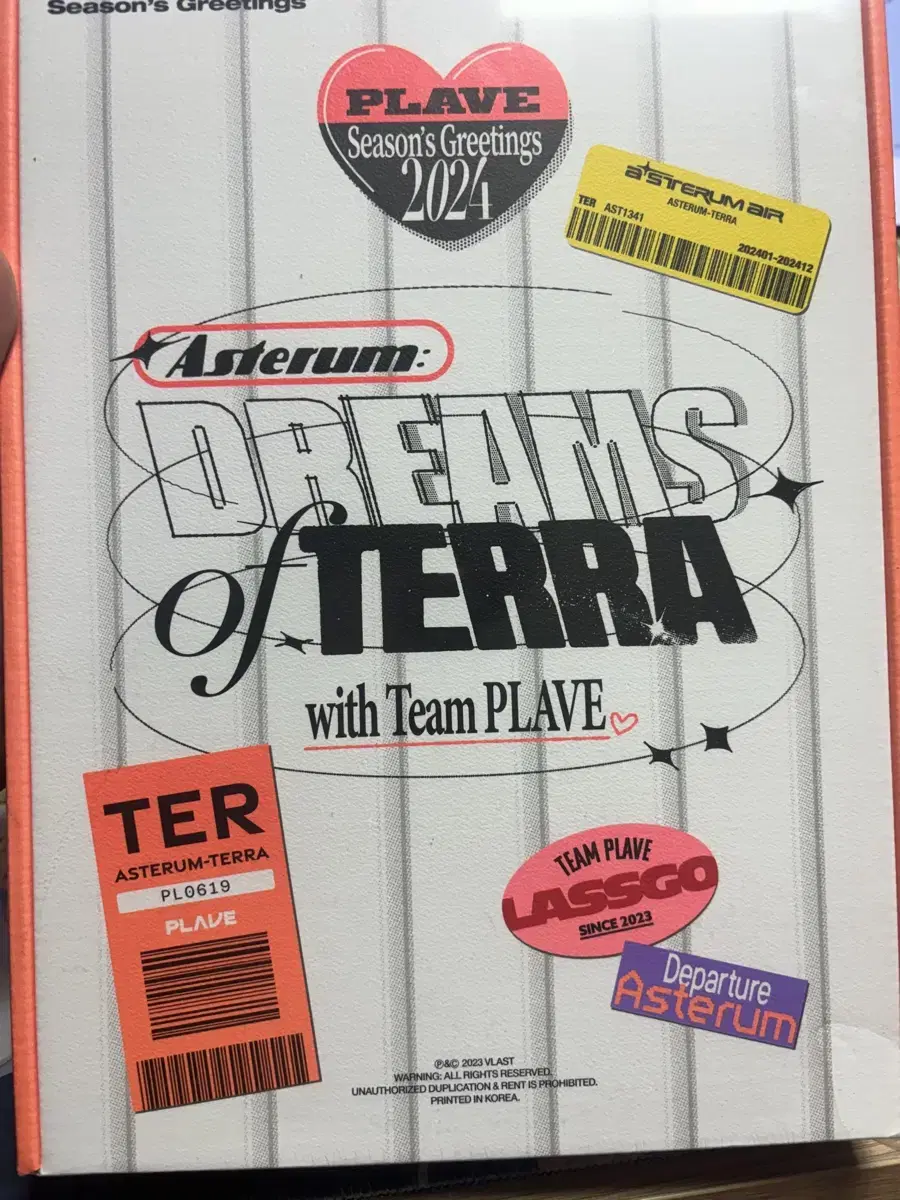 Season's Greetings
PLAVE
Season's Greetings
2024
asterum air
ASTERUM-TERRA
TER AST1341
202401-202412
Asterum:
DREAMS
of TERRA
with Team PLAVE
TER
ASTERUM-TERRA
PL0619
PLAVE
TEAM PLAVE
LASSGO
SINCE 2023
Departure
Asterum
℗&© 2023 VLAST
WARNING: ALL RIGHTS RESERVED.
UNAUTHORIZED DUPLICATION & RENT IS PROHIBITED.
PRINTED IN KOREA.